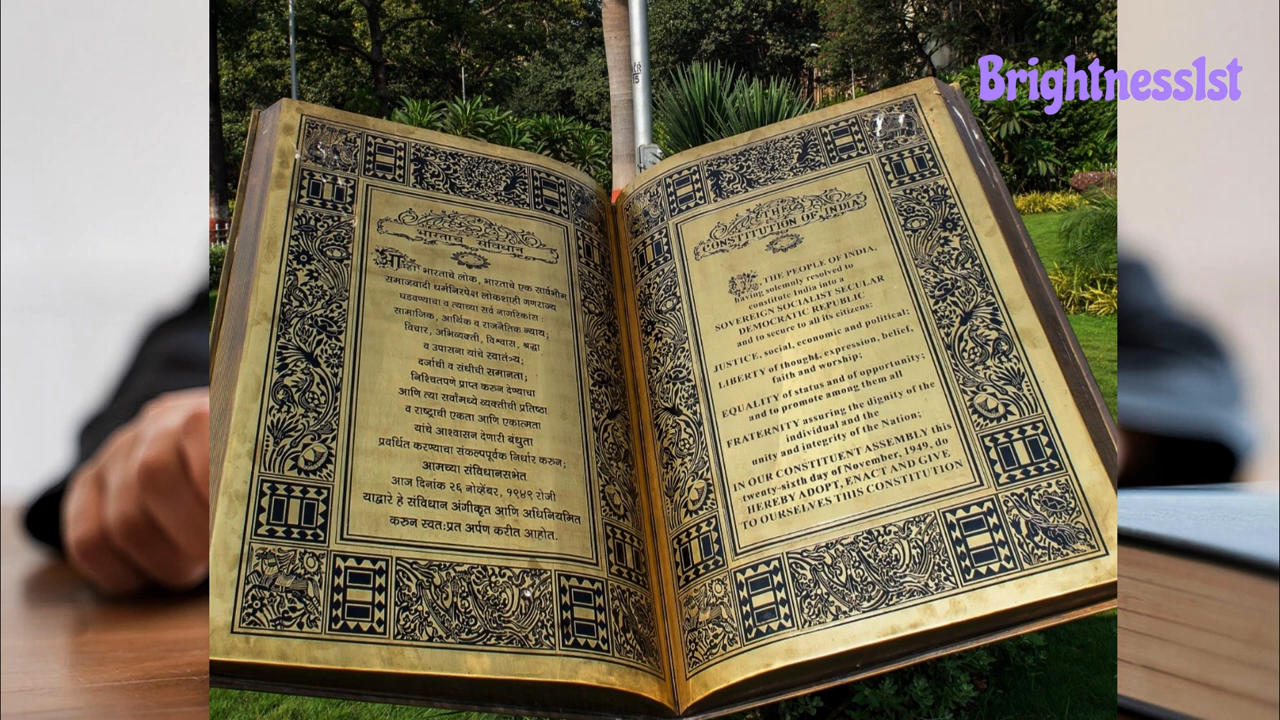 Brightness1st
भारताचे संविधान
आम्ही भारताचे लोक, भारताचे एक सार्वभौम
समाजवादी धर्मनिरपेक्ष लोकशाही गणराज्य
घडवण्याचा व त्याच्या सर्व नागरिकांस :
सामाजिक, आर्थिक व राजनैतिक न्याय;
विचार, अभिव्यक्ती, विश्वास, श्रद्धा
व उपासना यांचे स्वातंत्र्य;
दर्जाची व संधीची समानता;
निश्चितपणे प्राप्त करुन देण्याचा
आणि त्या सर्वांमध्ये व्यक्तीची प्रतिष्ठा
व राष्ट्राची एकता आणि एकात्मता
यांचे आश्वासन देणारी बंधुता
प्रवर्धित करण्याचा संकल्पपूर्वक निर्धार करुन;
आमच्या संविधानसभेत
आज दिनांक २६ नोव्हेंबर, १९४९ रोजी
याद्वारे हे संविधान अंगीकृत आणि अधिनियमित
करुन स्वतःप्रत अर्पण करीत आहोत.
THE
CONSTITUTION OF INDIA
WE, THE PEOPLE OF INDIA,
having solemnly resolved to
constitute India into a
SOVEREIGN SOCIALIST SECULAR
DEMOCRATIC REPUBLIC
and to secure to all its citizens:
JUSTICE, social, economic and political;
LIBERTY of thought, expression, belief,
faith and worship;
EQUALITY of status and of opportunity;
and to promote among them all
FRATERNITY assuring the dignity of the
individual and the
unity and integrity of the Nation;
IN OUR CONSTITUENT ASSEMBLY this
twenty-sixth day of November, 1949, do
HEREBY ADOPT, ENACT AND GIVE
TO OURSELVES THIS CONSTITUTION